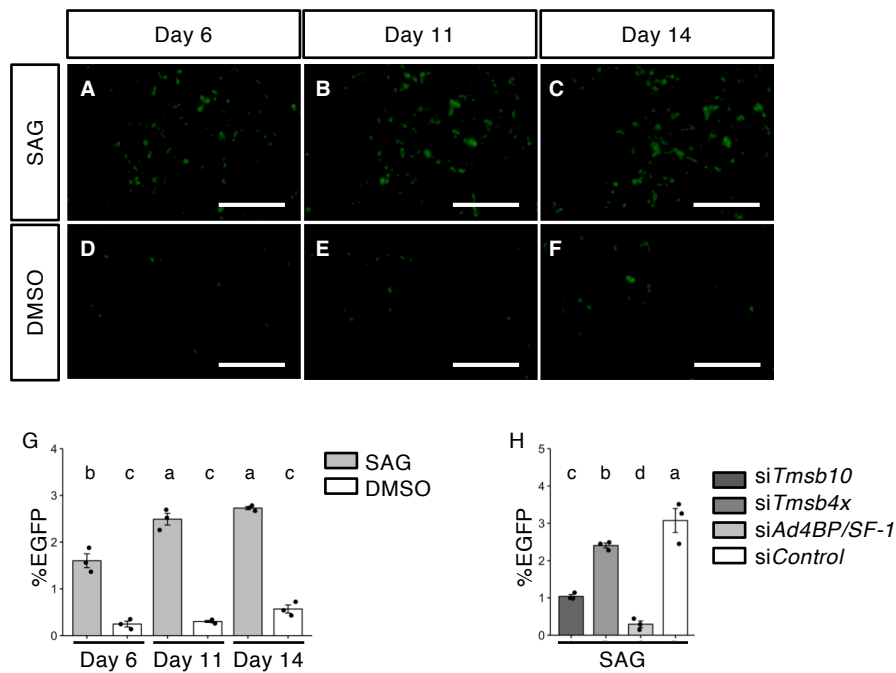 Day 6 Day 11 Day 14
SAG
A B C
DMSO
D E F
G
%EGFP
4
3
2
1
0
b c a c a c
SAG
DMSO
Day 6 Day 11 Day 14
H
%EGFP
5
4
3
2
1
0
c b d a
siTmsb10
siTmsb4x
siAd4BP/SF-1
siControl
SAG